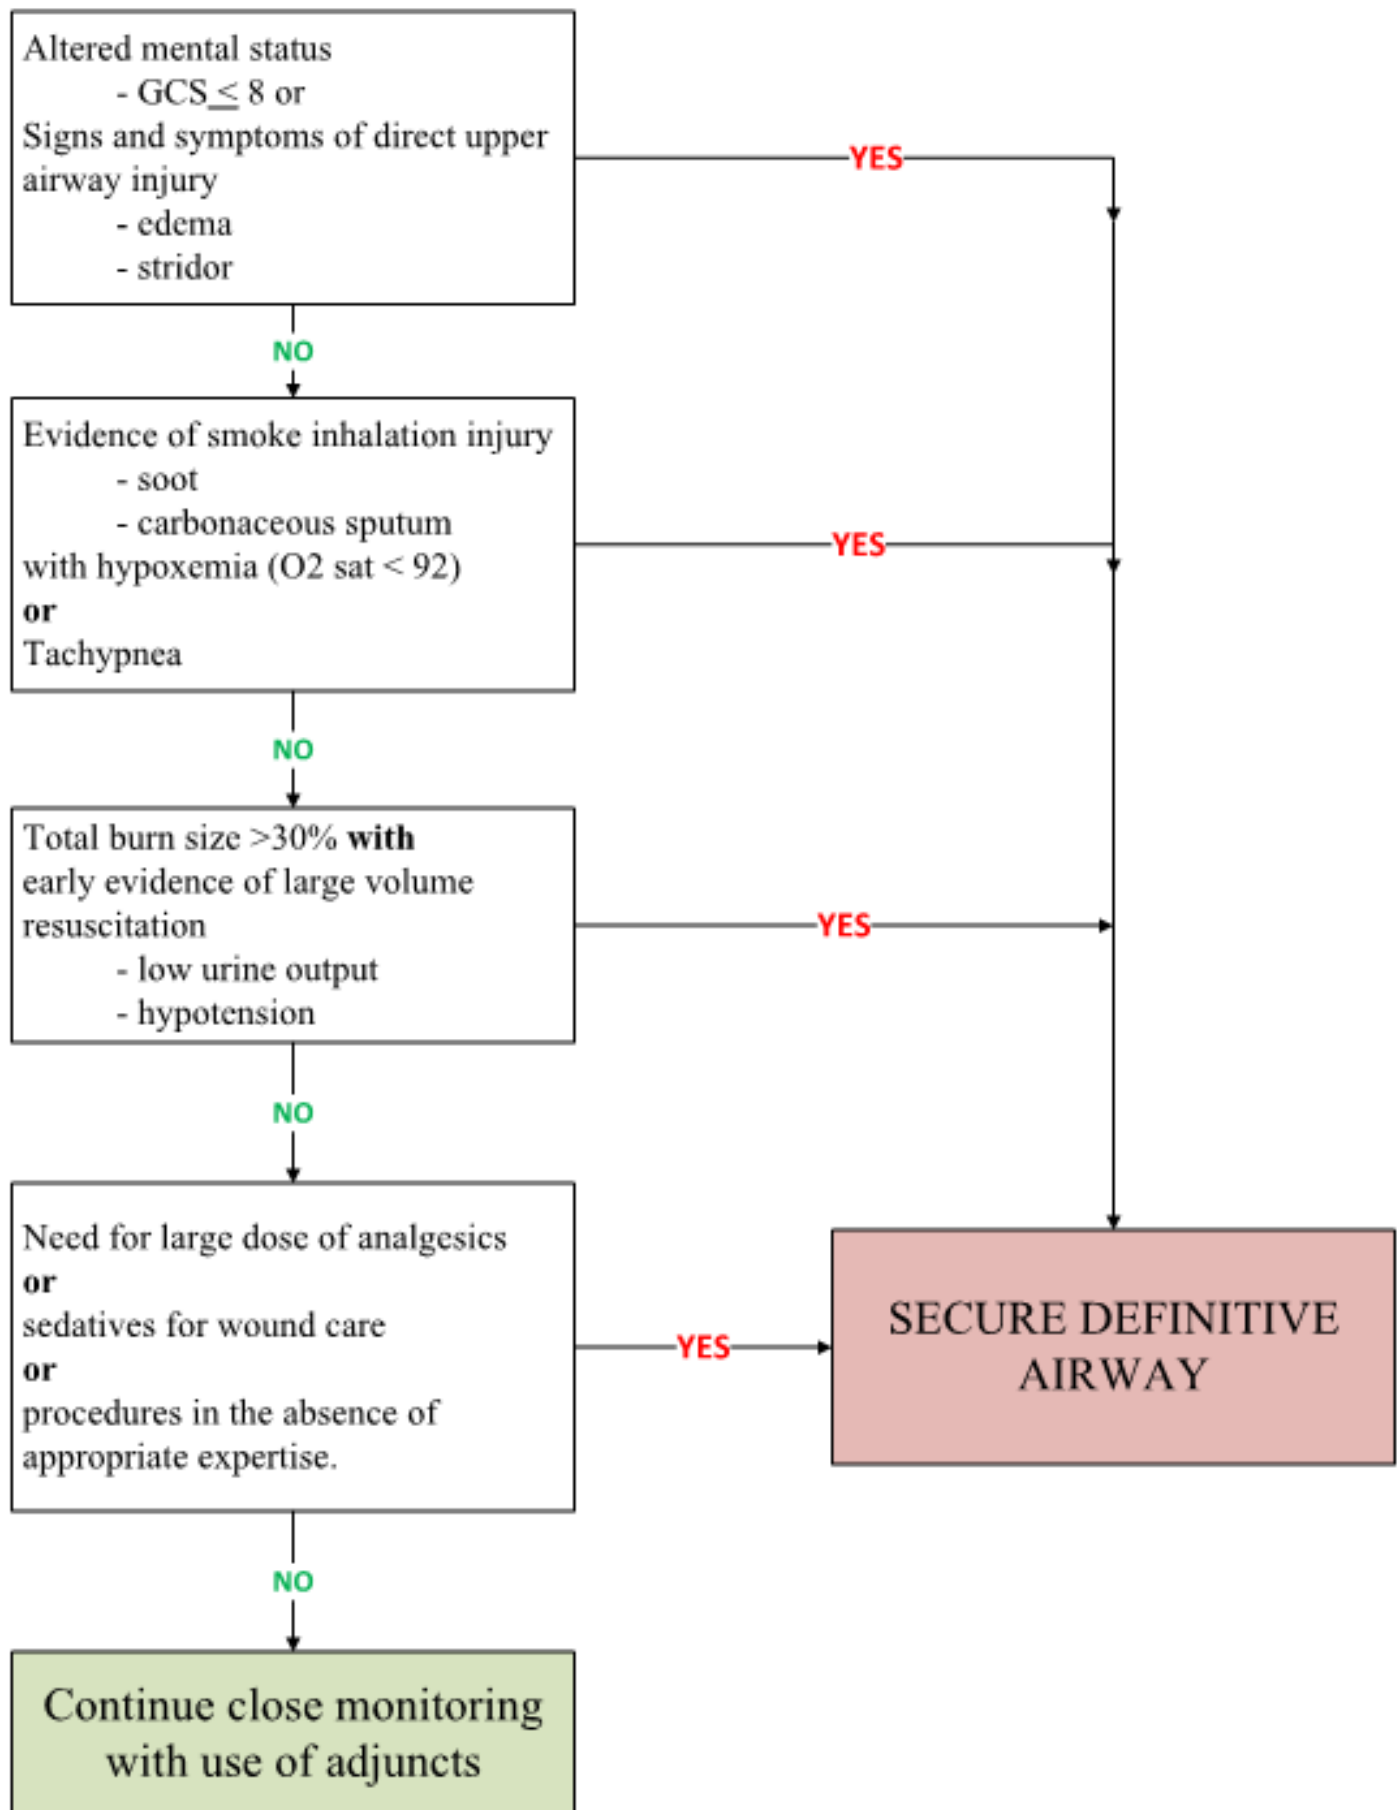 Altered mental status
- GCS ≤ 8 or
Signs and symptoms of direct upper
airway injury
- edema
- stridor
YES
NO
Evidence of smoke inhalation injury
- soot
- carbonaceous sputum
with hypoxemia (O2 sat < 92)
or
Tachypnea
YES
NO
Total burn size >30% with
early evidence of large volume
resuscitation
- low urine output
- hypotension
YES
NO
Need for large dose of analgesics
or
sedatives for wound care
or
procedures in the absence of
appropriate expertise.
YES
SECURE DEFINITIVE
AIRWAY
NO
Continue close monitoring
with use of adjuncts